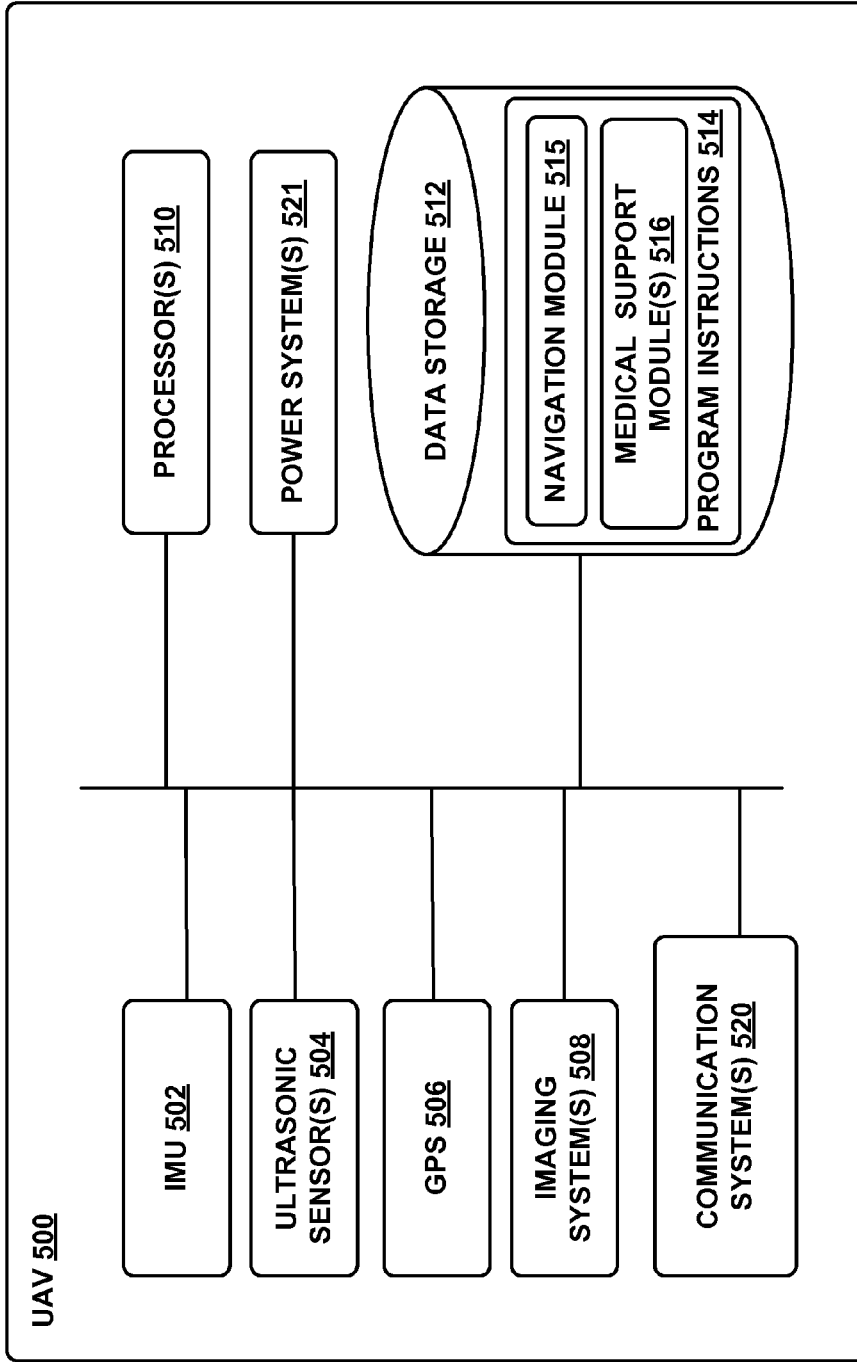 UAV 500
IMU 502
ULTRASONIC
SENSOR(S) 504
GPS 506
IMAGING
SYSTEM(S) 508
COMMUNICATION
SYSTEM(S) 520
PROCESSOR(S) 510
POWER SYSTEM(S) 521
DATA STORAGE 512
NAVIGATION MODULE 515
MEDICAL SUPPORT
MODULE(S) 516
PROGRAM INSTRUCTIONS 514